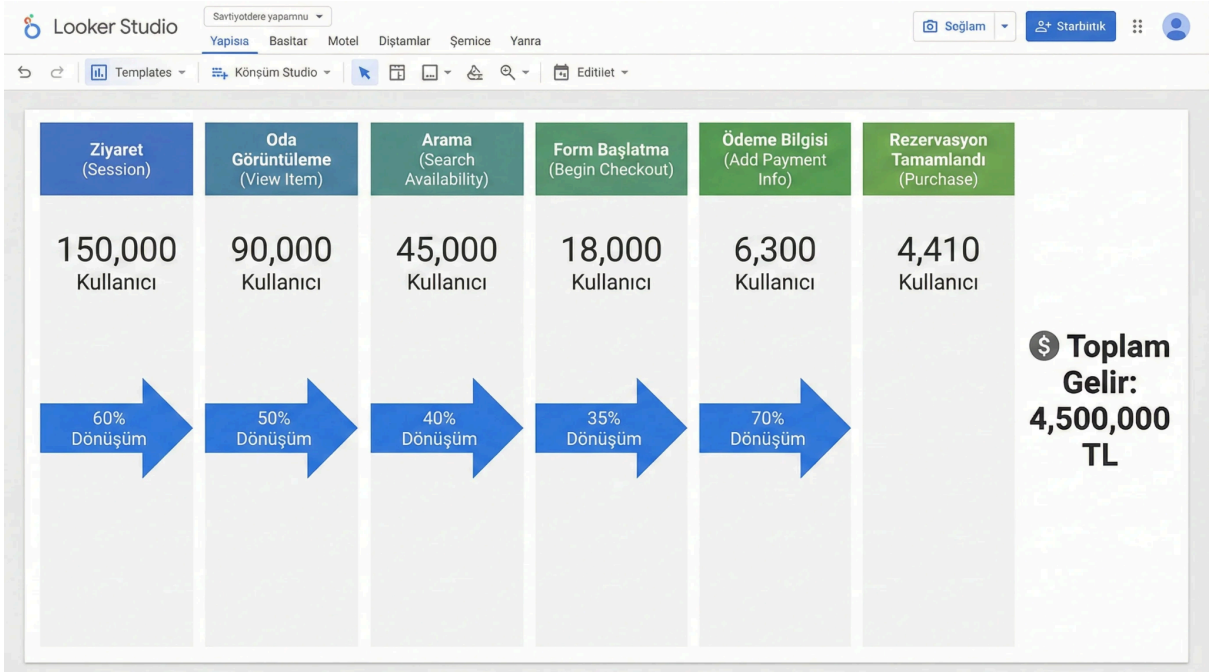 Looker Studio
Savtiyotdere yapamnu
Yapisıa Basitar Motel Diştamlar Şemice Yanra
Seğlam
Starbiıtık
Templates
Könşüm Studio
Editilet
Ziyaret
(Session)
Oda
Görüntüleme
(View Item)
Arama
(Search
Availability)
Form Başlatma
(Begin Checkout)
Ödeme Bilgisi
(Add Payment
Info)
Rezervasyon
Tamamlandı
(Purchase)
150,000
Kullanıcı
90,000
Kullanıcı
45,000
Kullanıcı
18,000
Kullanıcı
6,300
Kullanıcı
4,410
Kullanıcı
60%
Dönüşüm
50%
Dönüşüm
40%
Dönüşüm
35%
Dönüşüm
70%
Dönüşüm
$ Toplam
Gelir:
4,500,000
TL